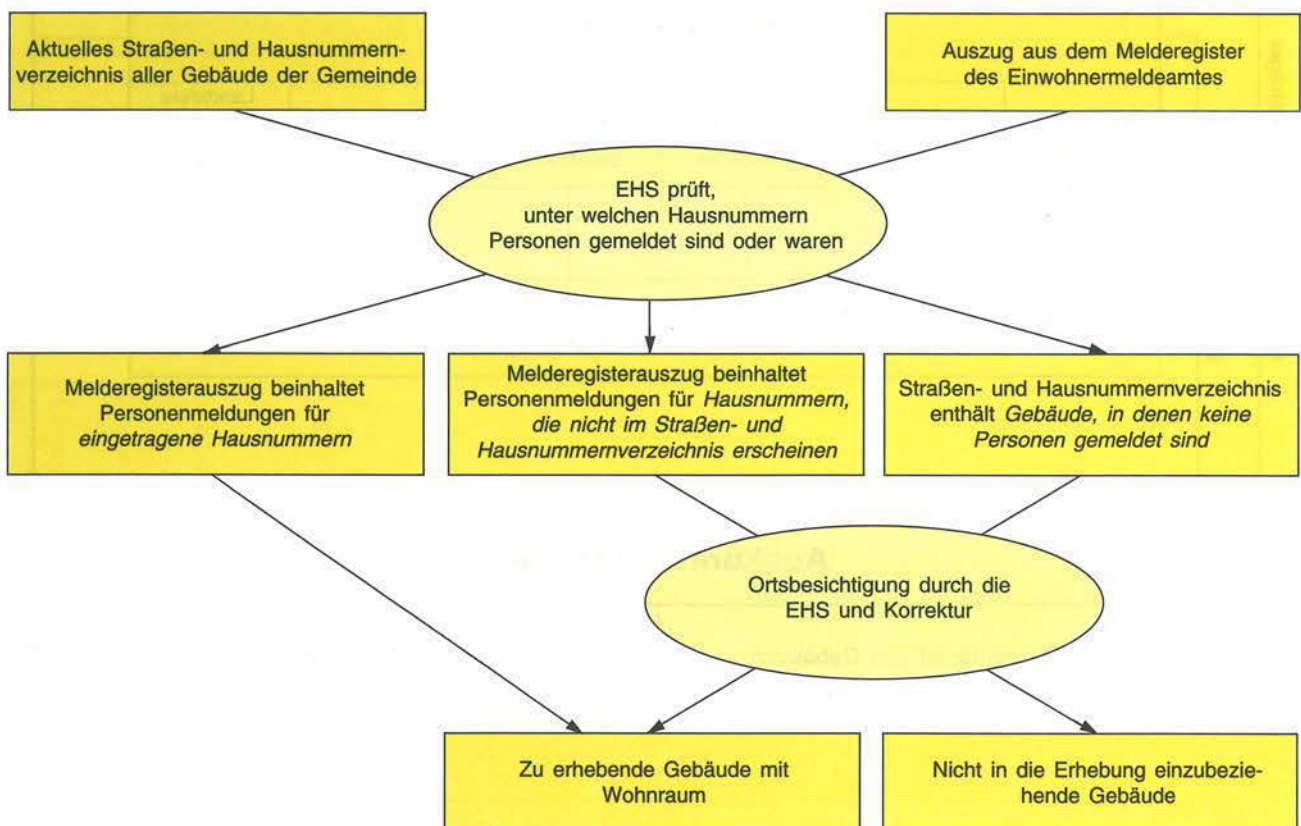 Aktuelles Straßen- und Hausnummern-
verzeichnis aller Gebäude der Gemeinde
Auszug aus dem Melderegister
des Einwohnermeldeamtes
EHS prüft,
unter welchen Hausnummern
Personen gemeldet sind oder waren
Melderegisterauszug beinhaltet
Personenmeldungen für
eingetragene Hausnummern
Melderegisterauszug beinhaltet
Personenmeldungen für Hausnummern,
die nicht im Straßen- und
Hausnummernverzeichnis erscheinen
Straßen- und Hausnummernverzeichnis
enthält Gebäude, in denen keine
Personen gemeldet sind
Ortsbesichtigung durch die
EHS und Korrektur
Zu erhebende Gebäude mit
Wohnraum
Nicht in die Erhebung einzubezie-
hende Gebäude